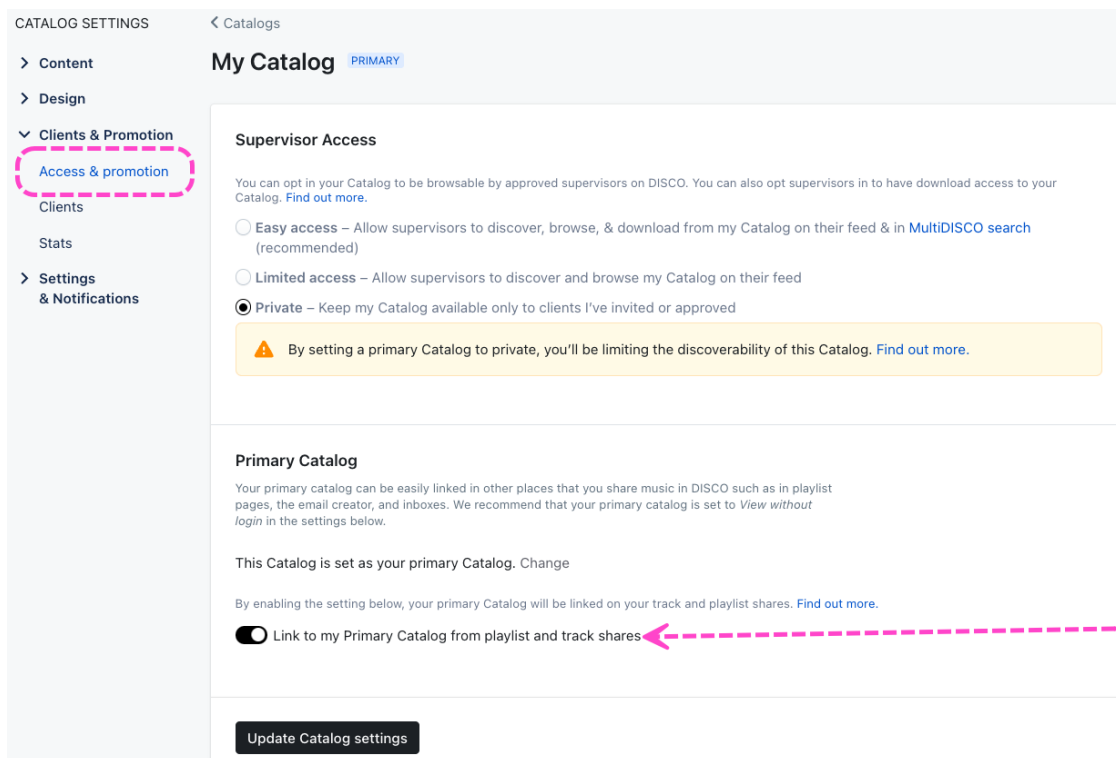 CATALOG SETTINGS
Content
Design
Clients & Promotion
Access & promotion
Clients
Stats
Settings
& Notifications
Catalogs
My Catalog PRIMARY
Supervisor Access
You can opt in your Catalog to be browsable by approved supervisors on DISCO. You can also opt supervisors in to have download access to your
Catalog. Find out more.
Easy access – Allow supervisors to discover, browse, & download from my Catalog on their feed & in MultiDISCO search
(recommended)
Limited access – Allow supervisors to discover and browse my Catalog on their feed
Private – Keep my Catalog available only to clients I've invited or approved
By setting a primary Catalog to private, you'll be limiting the discoverability of this Catalog. Find out more.
Primary Catalog
Your primary catalog can be easily linked in other places that you share music in DISCO such as in playlist
pages, the email creator, and inboxes. We recommend that your primary catalog is set to View without
login in the settings below.
This Catalog is set as your primary Catalog. Change
By enabling the setting below, your primary Catalog will be linked on your track and playlist shares. Find out more.
Link to my Primary Catalog from playlist and track shares
Update Catalog settings